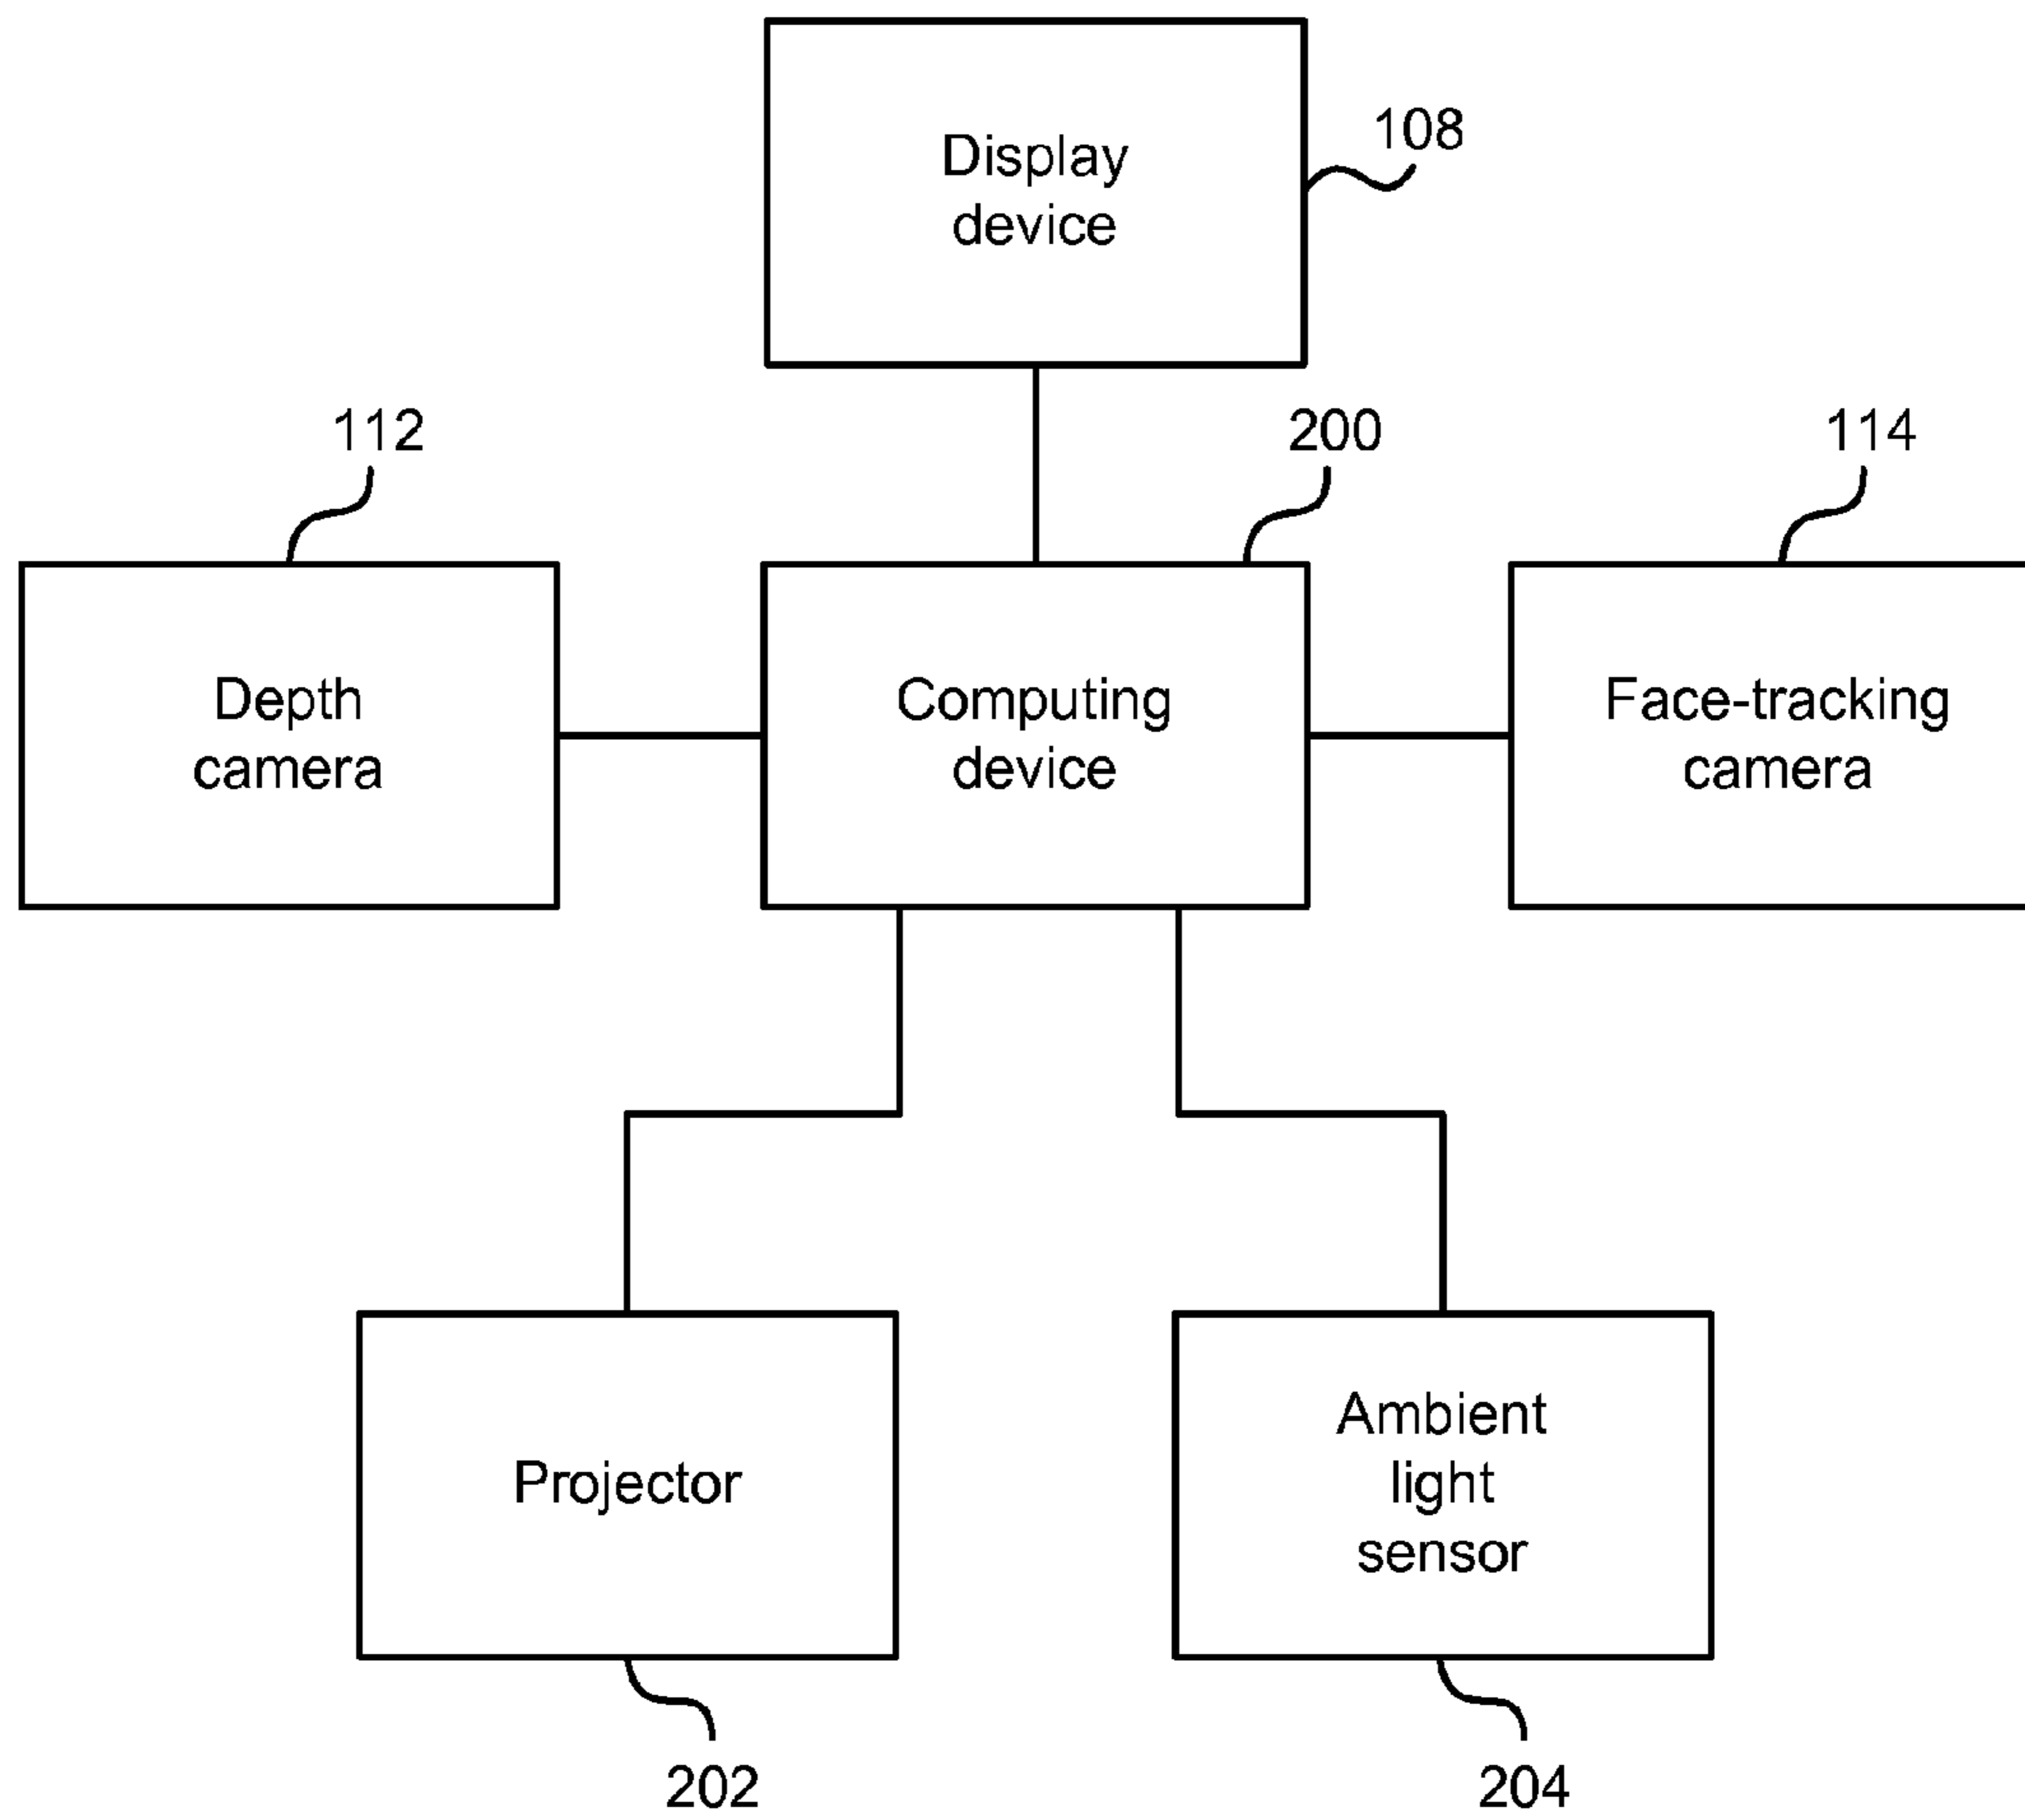 Display
device
108
112
200
114
Depth
camera
Computing
device
Face-tracking
camera
Projector
Ambient
light
sensor
202
204